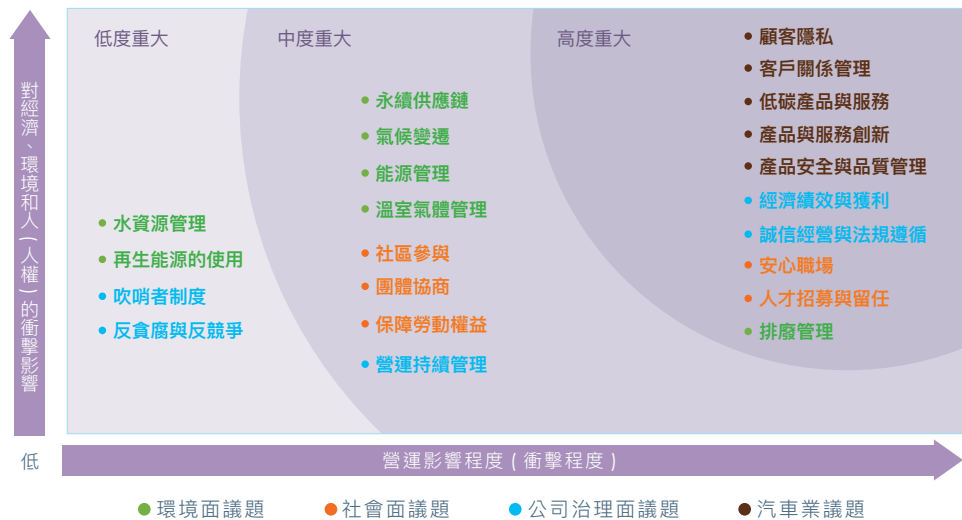 對經濟、環境和人(人權)的衝擊影響
低度重大
水資源管理
再生能源的使用
吹哨者制度
反貪腐與反競爭
中度重大
永續供應鏈
氣候變遷
能源管理
溫室氣體管理
社區參與
團體協商
保障勞動權益
營運持續管理
高度重大
顧客隱私
客戶關係管理
低碳產品與服務
產品與服務創新
產品安全與品質管理
經濟績效與獲利
誠信經營與法規遵循
安心職場
人才招募與留任
排廢管理
低
營運影響程度(衝擊程度)
環境面議題
社會面議題
公司治理面議題
汽車業議題